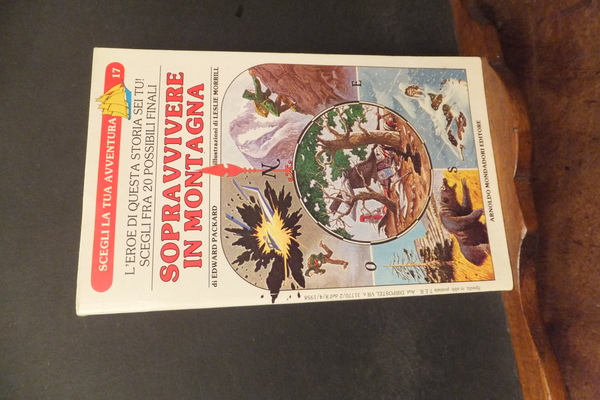 SCEGLI LA TUA AVVENTURA 17
L'EROE DI QUESTA STORIA SEI TU!
SCEGLI FRA 20 POSSIBILI FINALI
SOPRAVVIVERE
IN MONTAGNA
di EDWARD PACKARD
illustrazioni di LESLIE MORRILL
N
E
O
S
ARNOLDO MONDADORI EDITORE